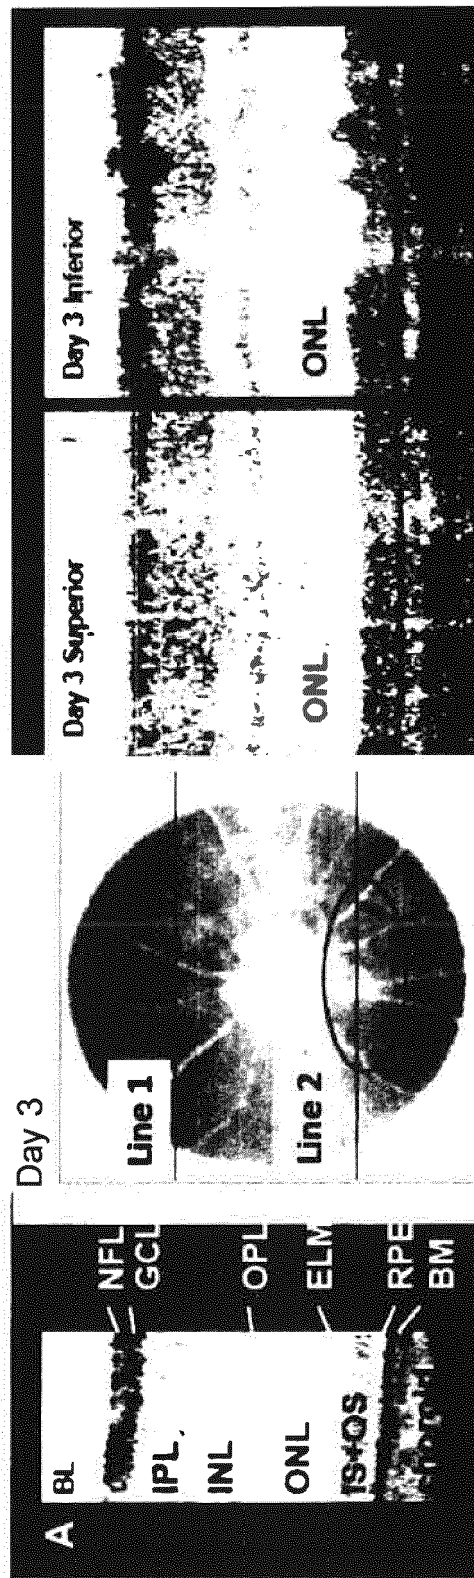 A
BL
NFL
GCL
IPL
INL
OPL
ONL
ELM
IS+OS
RPE
BM
Day 3
Line 1
Line 2
Day 3 Superior
ONL
Day 3 Inferior
ONL